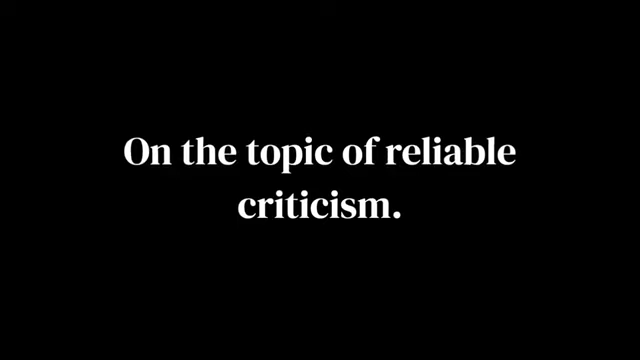 On the topic of reliable
criticism.